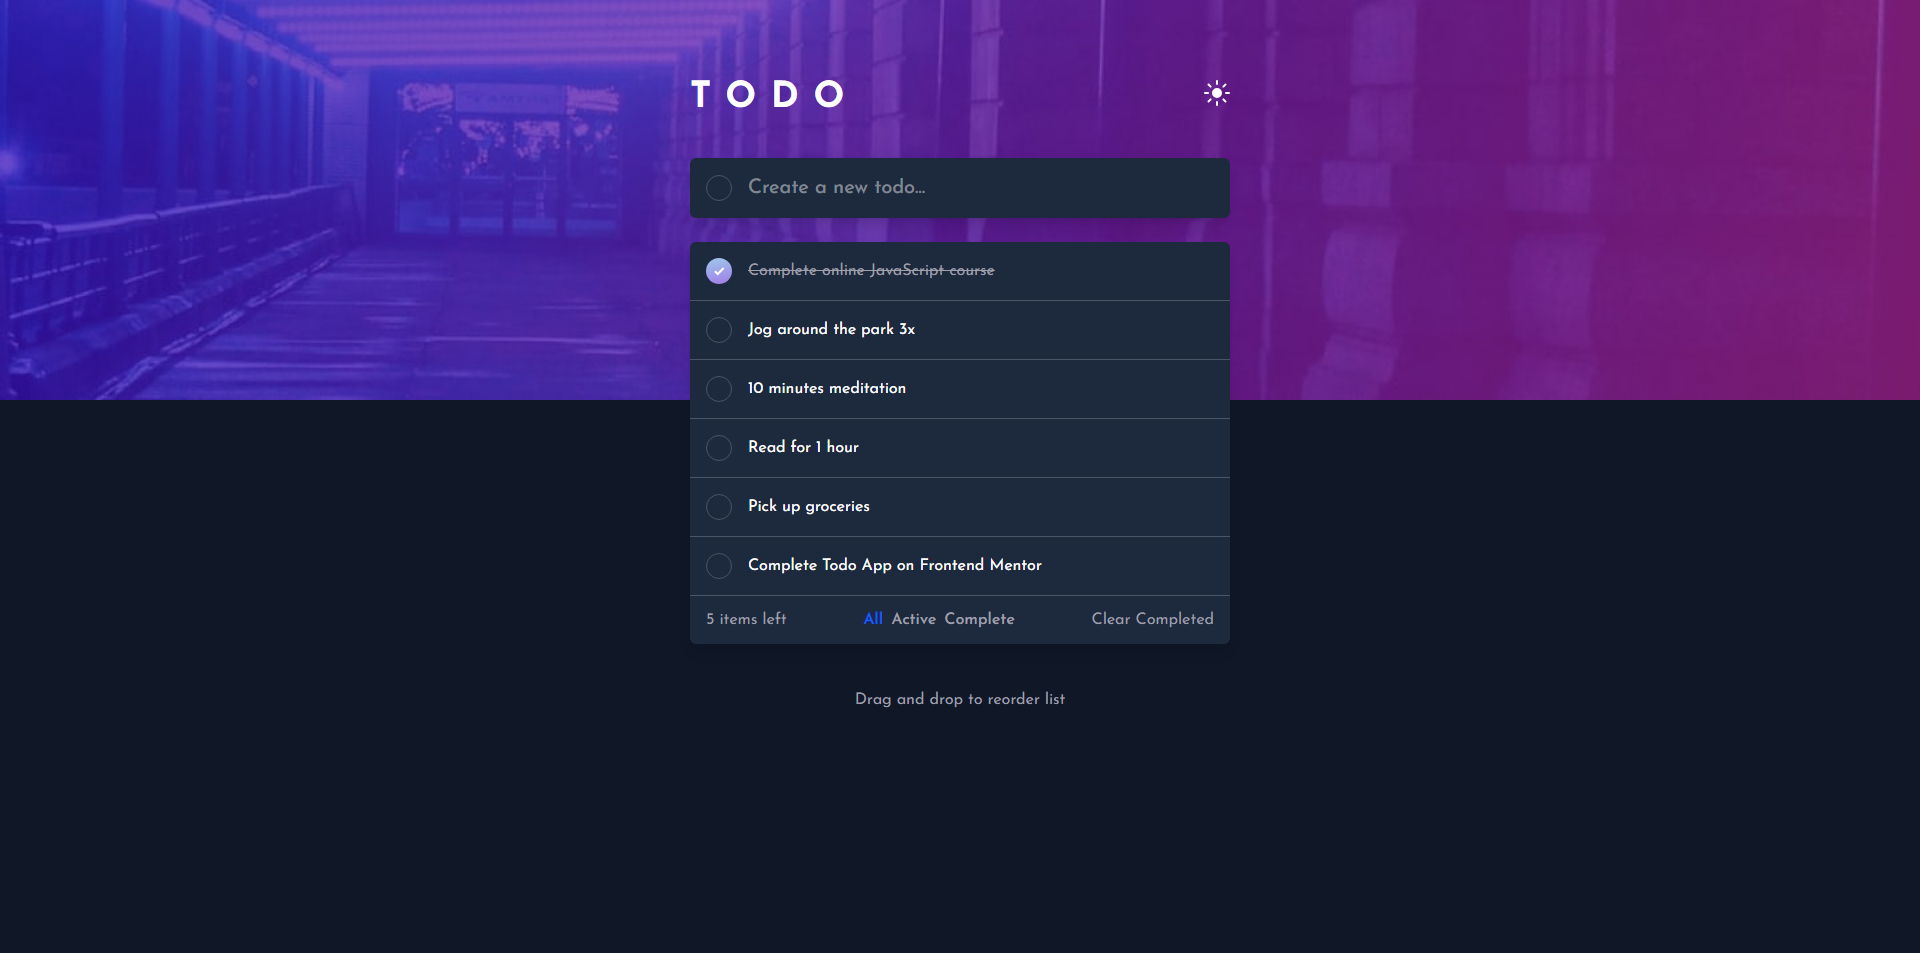 TODO
Create a new todo...
Complete online JavaScript course
Jog around the park 3x
10 minutes meditation
Read for 1 hour
Pick up groceries
Complete Todo App on Frontend Mentor
5 items left All Active Complete Clear Completed
Drag and drop to reorder list